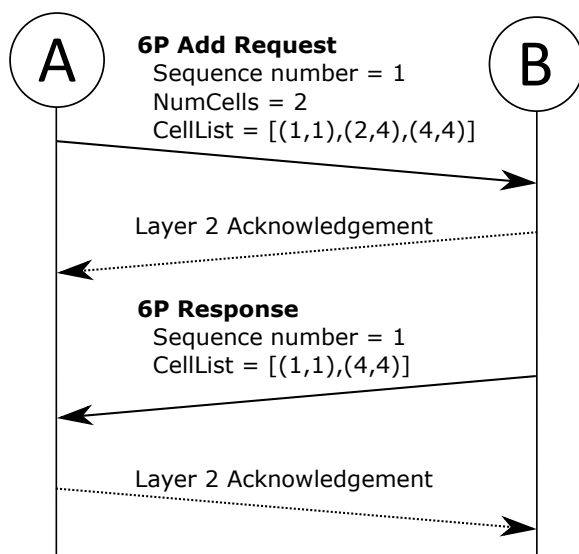 A
B
6P Add Request
Sequence number = 1
NumCells = 2
CellList = [(1,1),(2,4),(4,4)]
Layer 2 Acknowledgement
6P Response
Sequence number = 1
CellList = [(1,1),(4,4)]
Layer 2 Acknowledgement